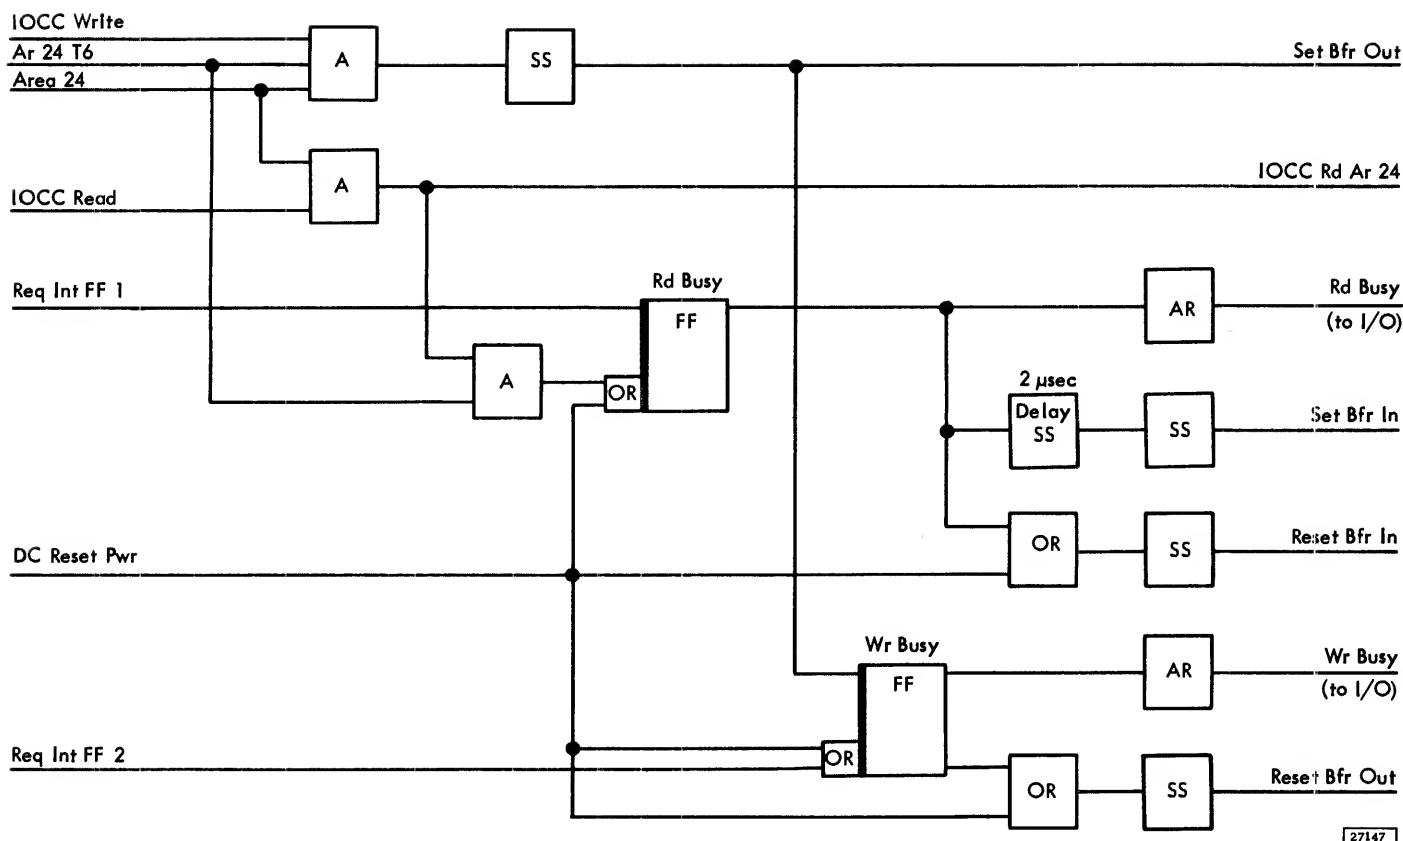 IOCC Write
Ar 24 T6
Area 24
A
SS
Set Bfr Out
A
IOCC Read
IOCC Rd Ar 24
Req Int FF 1
Rd Busy
FF
AR
Rd Busy
(to I/O)
A
OR
2 μsec
Delay
SS
SS
Set Bfr In
DC Reset Pwr
OR
SS
Reset Bfr In
Wr Busy
FF
AR
Wr Busy
(to I/O)
Req Int FF 2
OR
OR
SS
Reset Bfr Out
27147